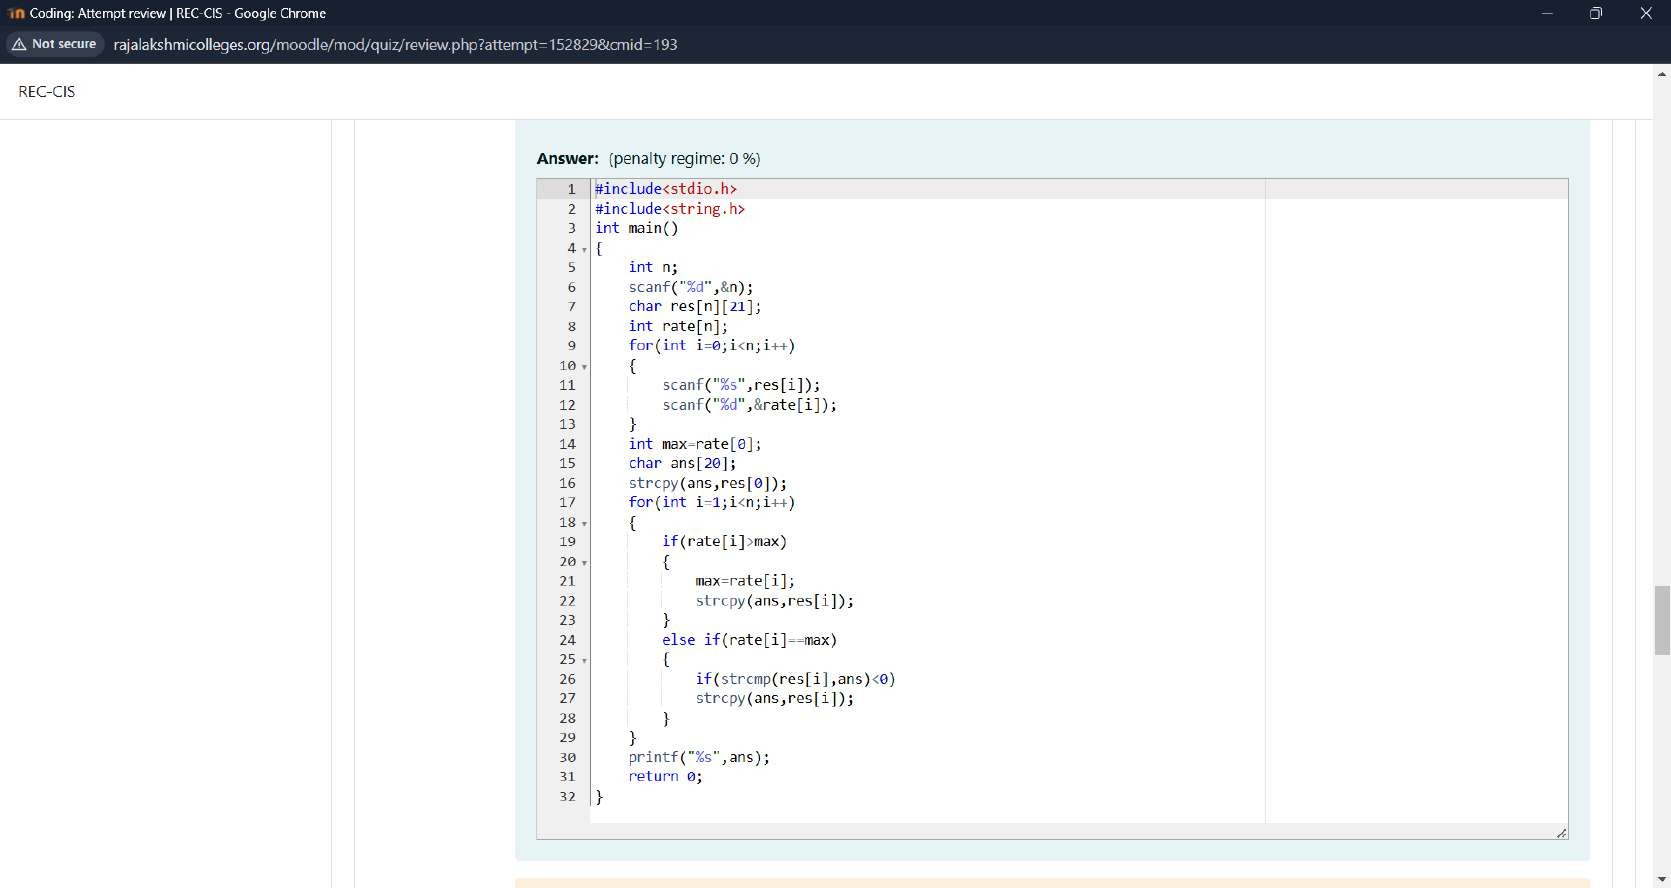 Coding: Attempt review | REC-CIS - Google Chrome
Not secure rajalakshmicolleges.org/moodle/mod/quiz/review.php?attempt=152829&cmid=193
REC-CIS
Answer: (penalty regime: 0 %)
1 #include<stdio.h>
2 #include<string.h>
3 int main()
4 {
5     int n;
6     scanf("%d",&n);
7     char res[n][21];
8     int rate[n];
9     for(int i=0;i<n;i++)
10     {
11         scanf("%s",res[i]);
12         scanf("%d",&rate[i]);
13     }
14     int max=rate[0];
15     char ans[20];
16     strcpy(ans,res[0]);
17     for(int i=1;i<n;i++)
18     {
19         if(rate[i]>max)
20         {
21             max=rate[i];
22             strcpy(ans,res[i]);
23         }
24         else if(rate[i]==max)
25         {
26             if(strcmp(res[i],ans)<0)
27             strcpy(ans,res[i]);
28         }
29     }
30     printf("%s",ans);
31     return 0;
32 }